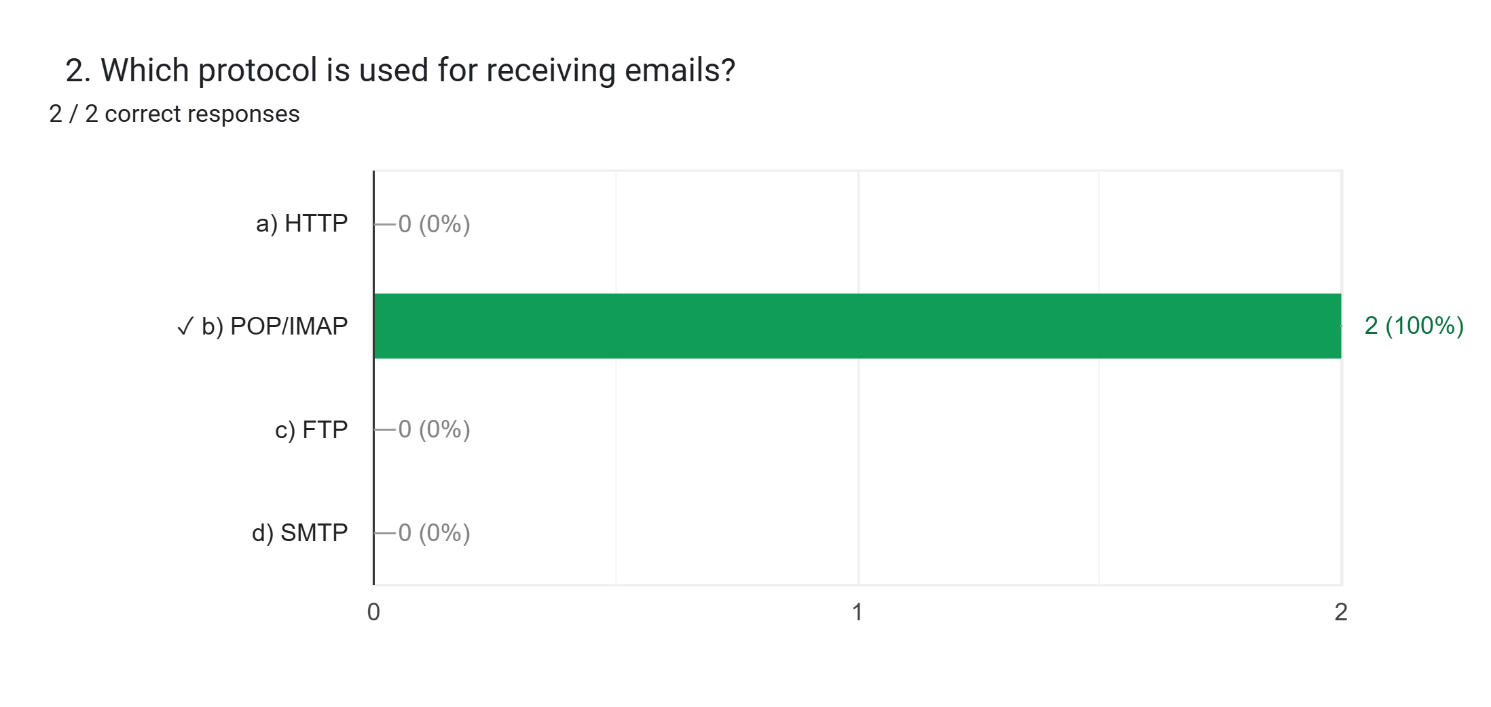 2. Which protocol is used for receiving emails?
2 / 2 correct responses
a) HTTP 0 (0%)
✓ b) POP/IMAP 2 (100%)
c) FTP 0 (0%)
d) SMTP 0 (0%)
0 1 2